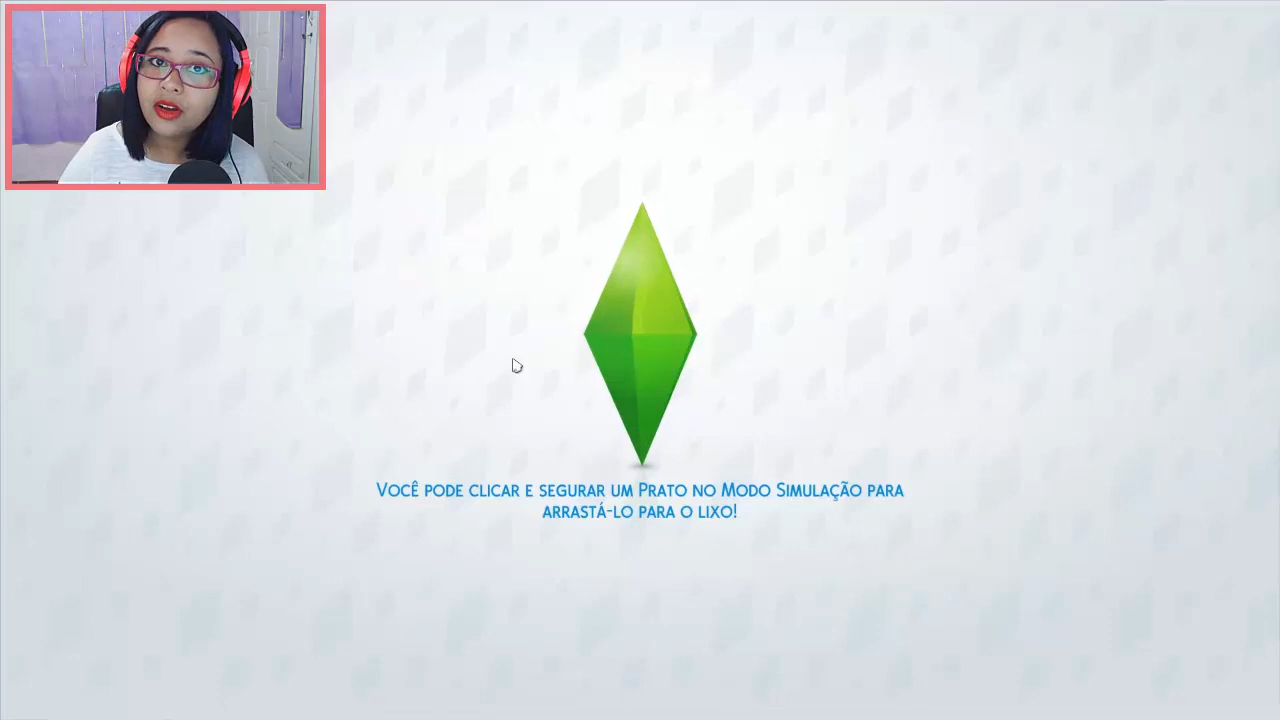 Você pode clicar e segurar um Prato no Modo Simulação para
arrastá-lo para o lixo!